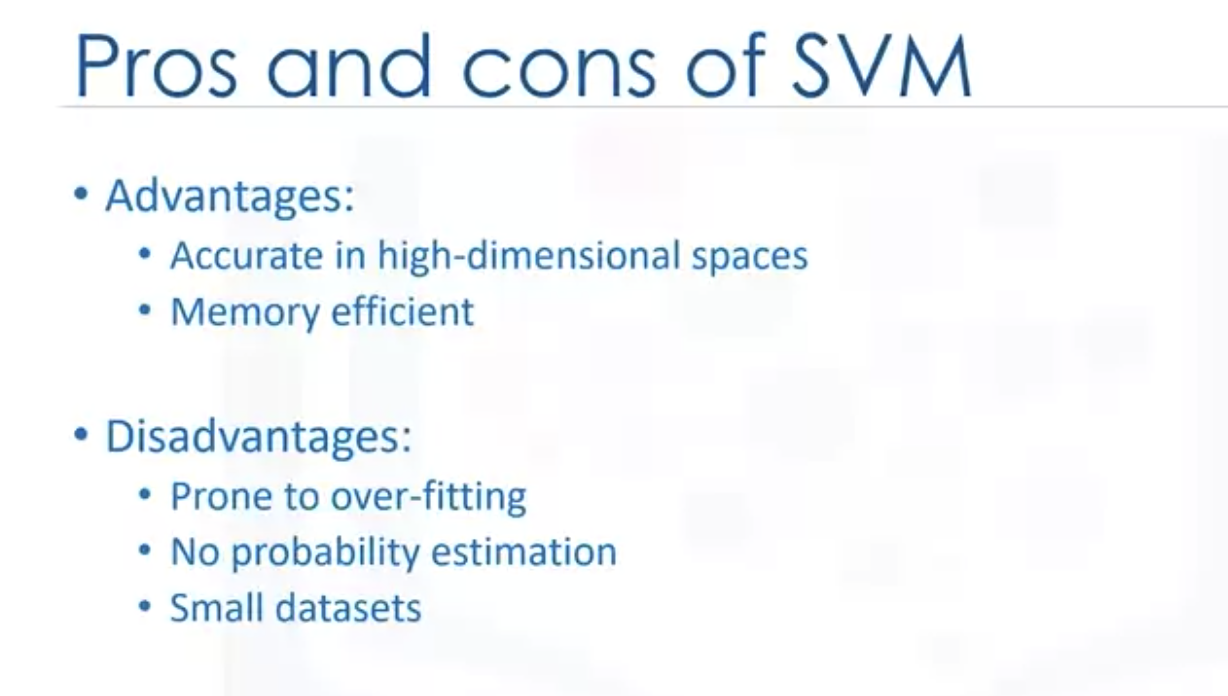 Pros and cons of SVM
• Advantages:
• Accurate in high-dimensional spaces
• Memory efficient
• Disadvantages:
• Prone to over-fitting
• No probability estimation
• Small datasets